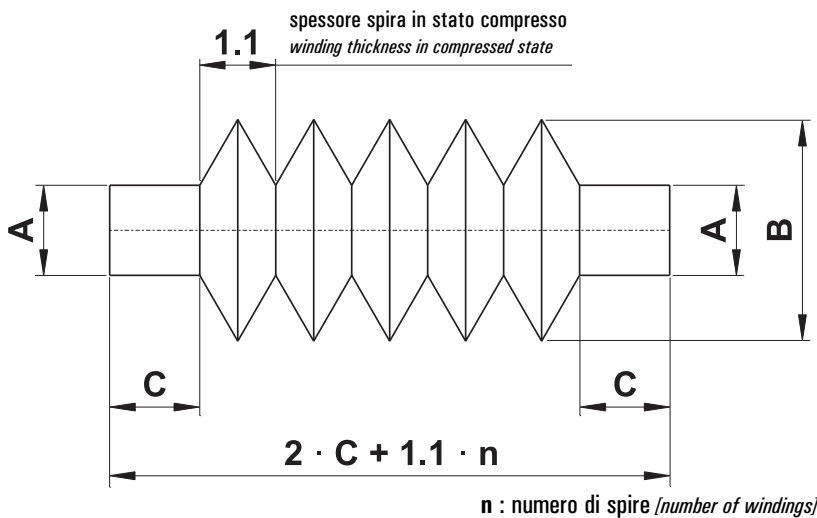 spessore spira in stato compresso
winding thickness in compressed state
1.1
A
A
B
C
C
2 · C + 1.1 · n
n : numero di spire [number of windings]